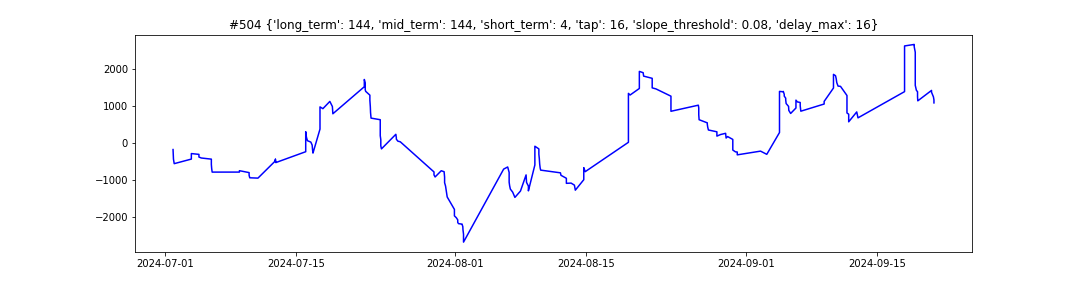 #504 {'long_term': 144, 'mid_term': 144, 'short_term': 4, 'tap': 16, 'slope_threshold': 0.08, 'delay_max': 16}
2000
1000
0
−1000
−2000
2024-07-01 2024-07-15 2024-08-01 2024-08-15 2024-09-01 2024-09-15